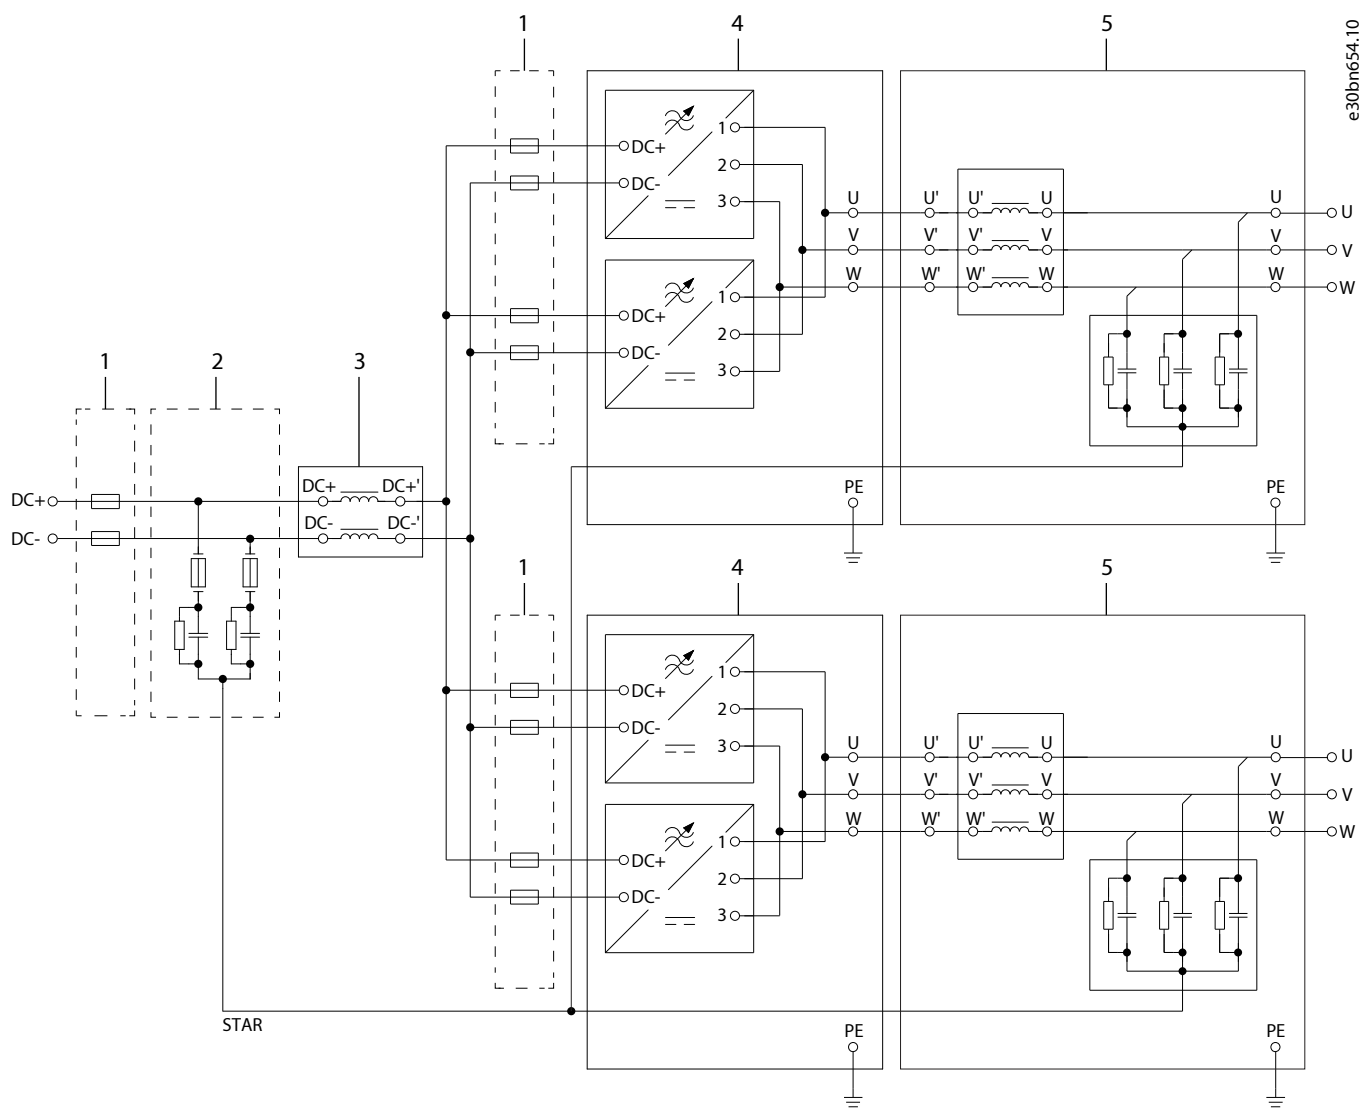 1 4 5
e30bn654.10
DC+ 1
DC- 2
3
U U' U' U U U
V V' V' V V V
W W' W' W W W
DC+ 1
DC- 2
3
1 2 3
DC+ DC+ DC+'
DC- DC- DC-'
PE PE
1 4 5
DC+ 1
DC- 2
3
U U' U' U U U
V V' V' V V V
W W' W' W W W
DC+ 1
DC- 2
3
STAR
PE PE